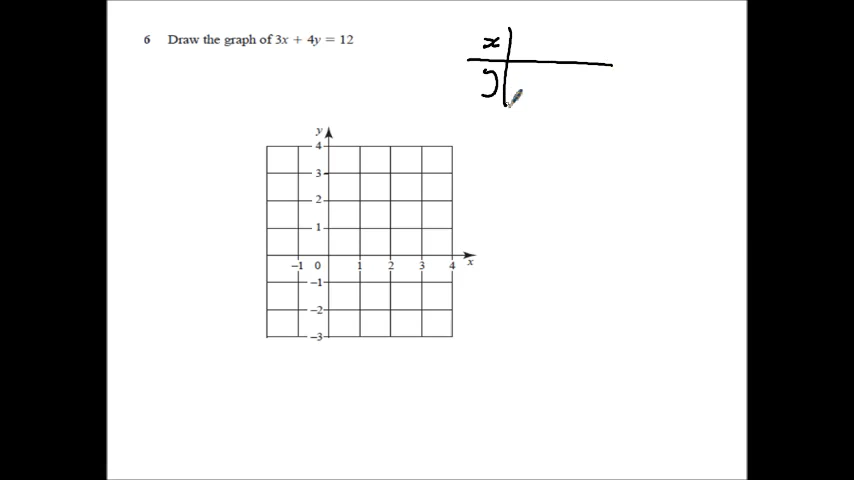 6 Draw the graph of 3x + 4y = 12
x
y
y
4
3
2
1
−1 0 1 2 3 4 x
−1
−2
−3